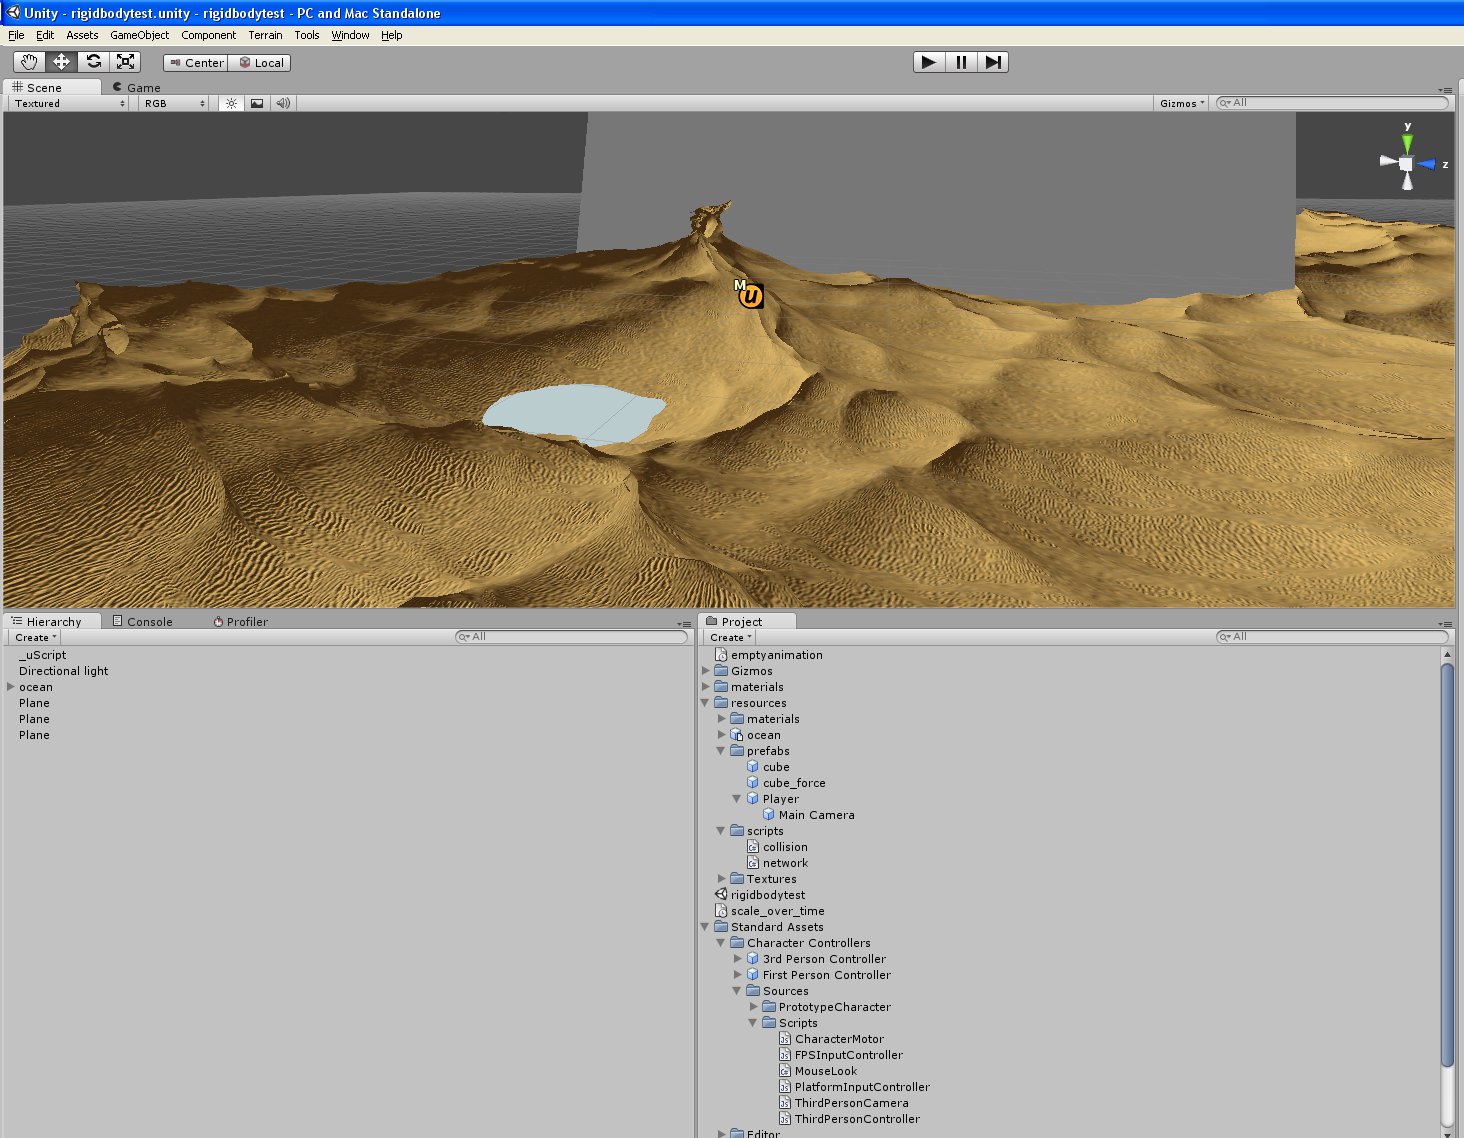 Unity - rigidbodytest.unity - rigidbodytest - PC and Mac Standalone
File Edit Assets GameObject Component Terrain Tools Window Help
Center Local
Scene Game
Textured RGB Gizmos All
y
z
M
u
Hierarchy Console Profiler
Create All
_uScript
Directional light
ocean
Plane
Plane
Plane
Project
Create All
emptyanimation
Gizmos
materials
resources
materials
ocean
prefabs
cube
cube_force
Player
Main Camera
scripts
collision
network
Textures
rigidbodytest
scale_over_time
Standard Assets
Character Controllers
3rd Person Controller
First Person Controller
Sources
PrototypeCharacter
Scripts
CharacterMotor
FPSInputController
MouseLook
PlatformInputController
ThirdPersonCamera
ThirdPersonController
Editor